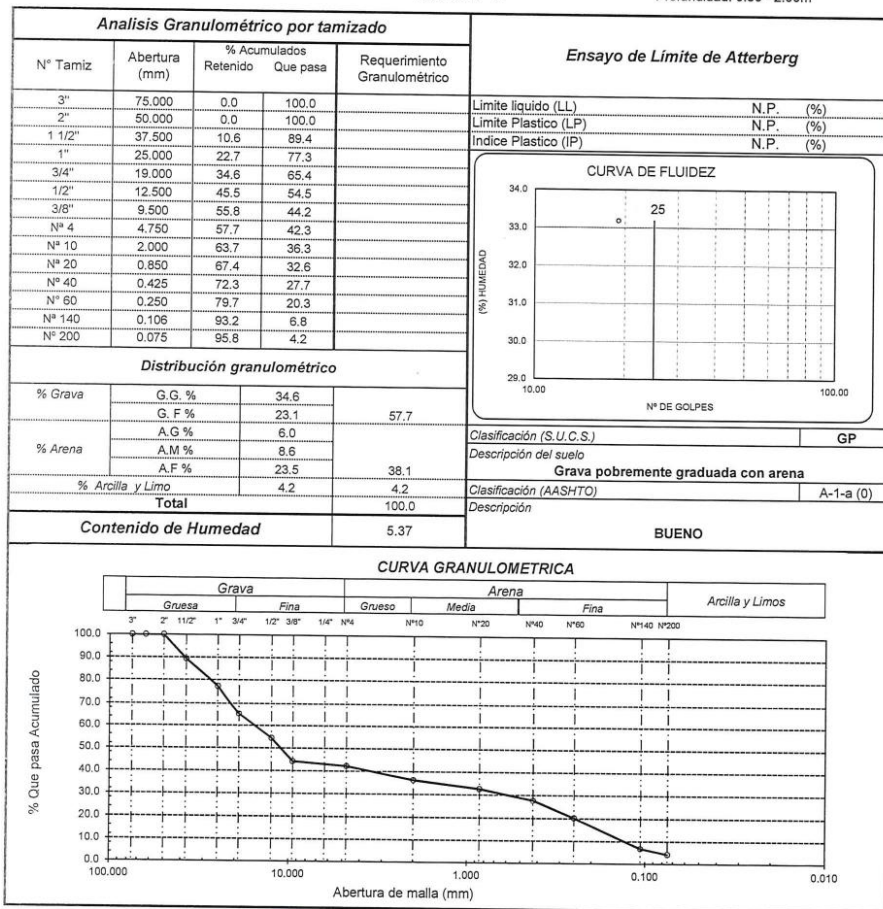 Analisis Granulométrico por tamizado
N° Tamiz Abertura (mm) % Acumulados Retenido Que pasa Requerimiento Granulométrico
3" 75.000 0.0 100.0
2" 50.000 0.0 100.0
1 1/2" 37.500 10.6 89.4
1" 25.000 22.7 77.3
3/4" 19.000 34.6 65.4
1/2" 12.500 45.5 54.5
3/8" 9.500 55.8 44.2
Nª 4 4.750 57.7 42.3
Nª 10 2.000 63.7 36.3
Nª 20 0.850 67.4 32.6
Nª 40 0.425 72.3 27.7
N° 60 0.250 79.7 20.3
Nª 140 0.106 93.2 6.8
N° 200 0.075 95.8 4.2
Distribución granulométrico
% Grava G.G. % 34.6
G. F % 23.1 57.7
% Arena A.G % 6.0
A.M % 8.6
A.F % 23.5 38.1
% Arcilla y Limo 4.2 4.2
Total 100.0
Contenido de Humedad 5.37
Ensayo de Límite de Atterberg
Limite liquido (LL) N.P. (%)
Limite Plastico (LP) N.P. (%)
Indice Plastico (IP) N.P. (%)
CURVA DE FLUIDEZ
34.0
33.0
32.0
31.0
30.0
29.0
25
(%) HUMEDAD
10.00 100.00
Nº DE GOLPES
Clasificación (S.U.C.S.) GP
Descripción del suelo
Grava pobremente graduada con arena
Clasificación (AASHTO) A-1-a (0)
Descripción
BUENO
CURVA GRANULOMETRICA
Grava Arena Arcilla y Limos
Gruesa Fina Grueso Media Fina
3" 2" 11/2" 1" 3/4" 1/2" 3/8" 1/4" N°4 N°10 N°20 N°40 N°60 N°140 N°200
100.0
90.0
80.0
70.0
60.0
50.0
40.0
30.0
20.0
10.0
0.0
% Que pasa Acumulado
100.000 10.000 1.000 0.100 0.010
Abertura de malla (mm)